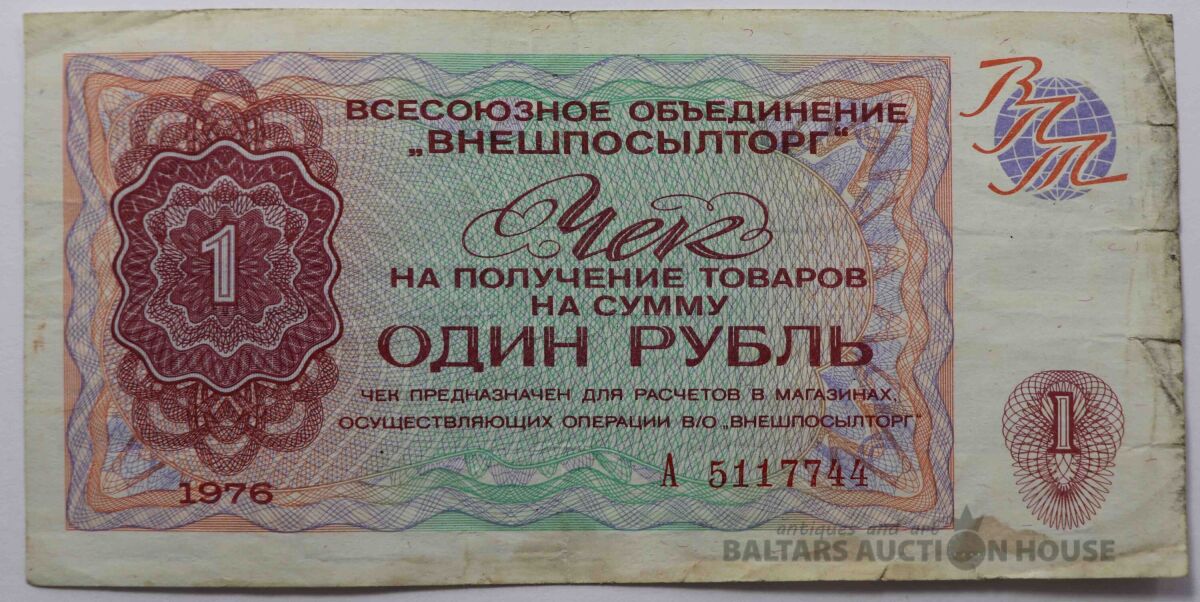 ВСЕСОЮЗНОЕ ОБЪЕДИНЕНИЕ
„ВНЕШПОСЫЛТОРГ“
ВПТ
1
Чек
НА ПОЛУЧЕНИЕ ТОВАРОВ
НА СУММУ
ОДИН РУБЛЬ
ЧЕК ПРЕДНАЗНАЧЕН ДЛЯ РАСЧЕТОВ В МАГАЗИНАХ,
ОСУЩЕСТВЛЯЮЩИХ ОПЕРАЦИИ В/О „ВНЕШПОСЫЛТОРГ“
1
А 5117744
1976
antiques and art
BALTARS AUCTION HOUSE